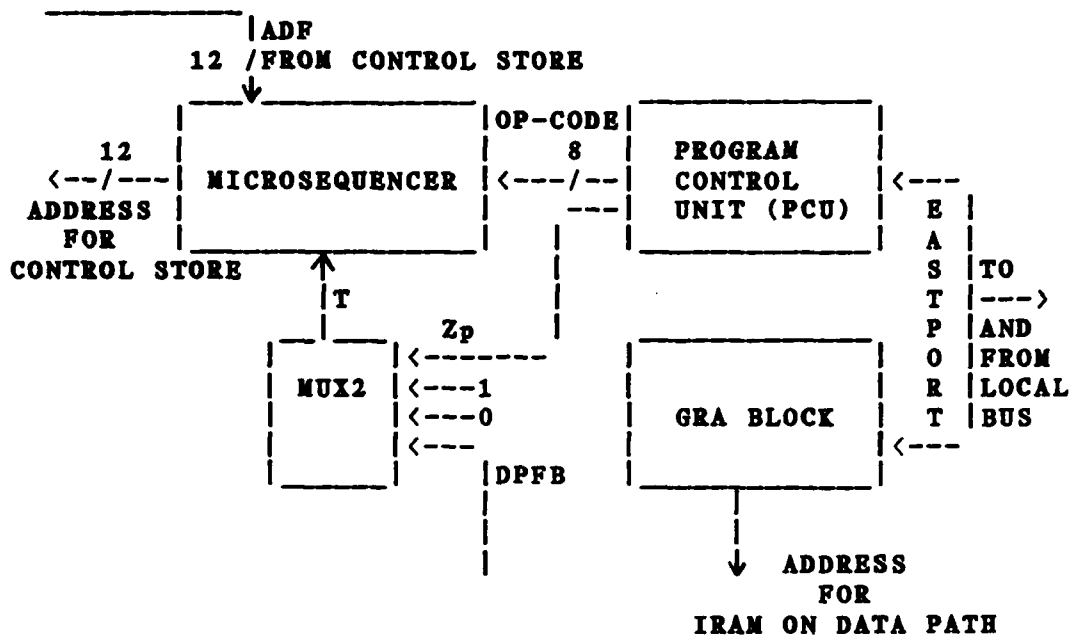 ADF
12 /FROM CONTROL STORE
OP-CODE
12
8
PROGRAM
<--/--- MICROSEQUENCER <---/-- CONTROL <---
ADDRESS
UNIT (PCU)
FOR
CONTROL STORE
EASTPORT
TO
--->
AND
FROM
LOCAL
BUS
T
Zp
<-------
MUX2
<---1
<---0
<---
GRA BLOCK
<---
DPFB
ADDRESS
FOR
IRAM ON DATA PATH